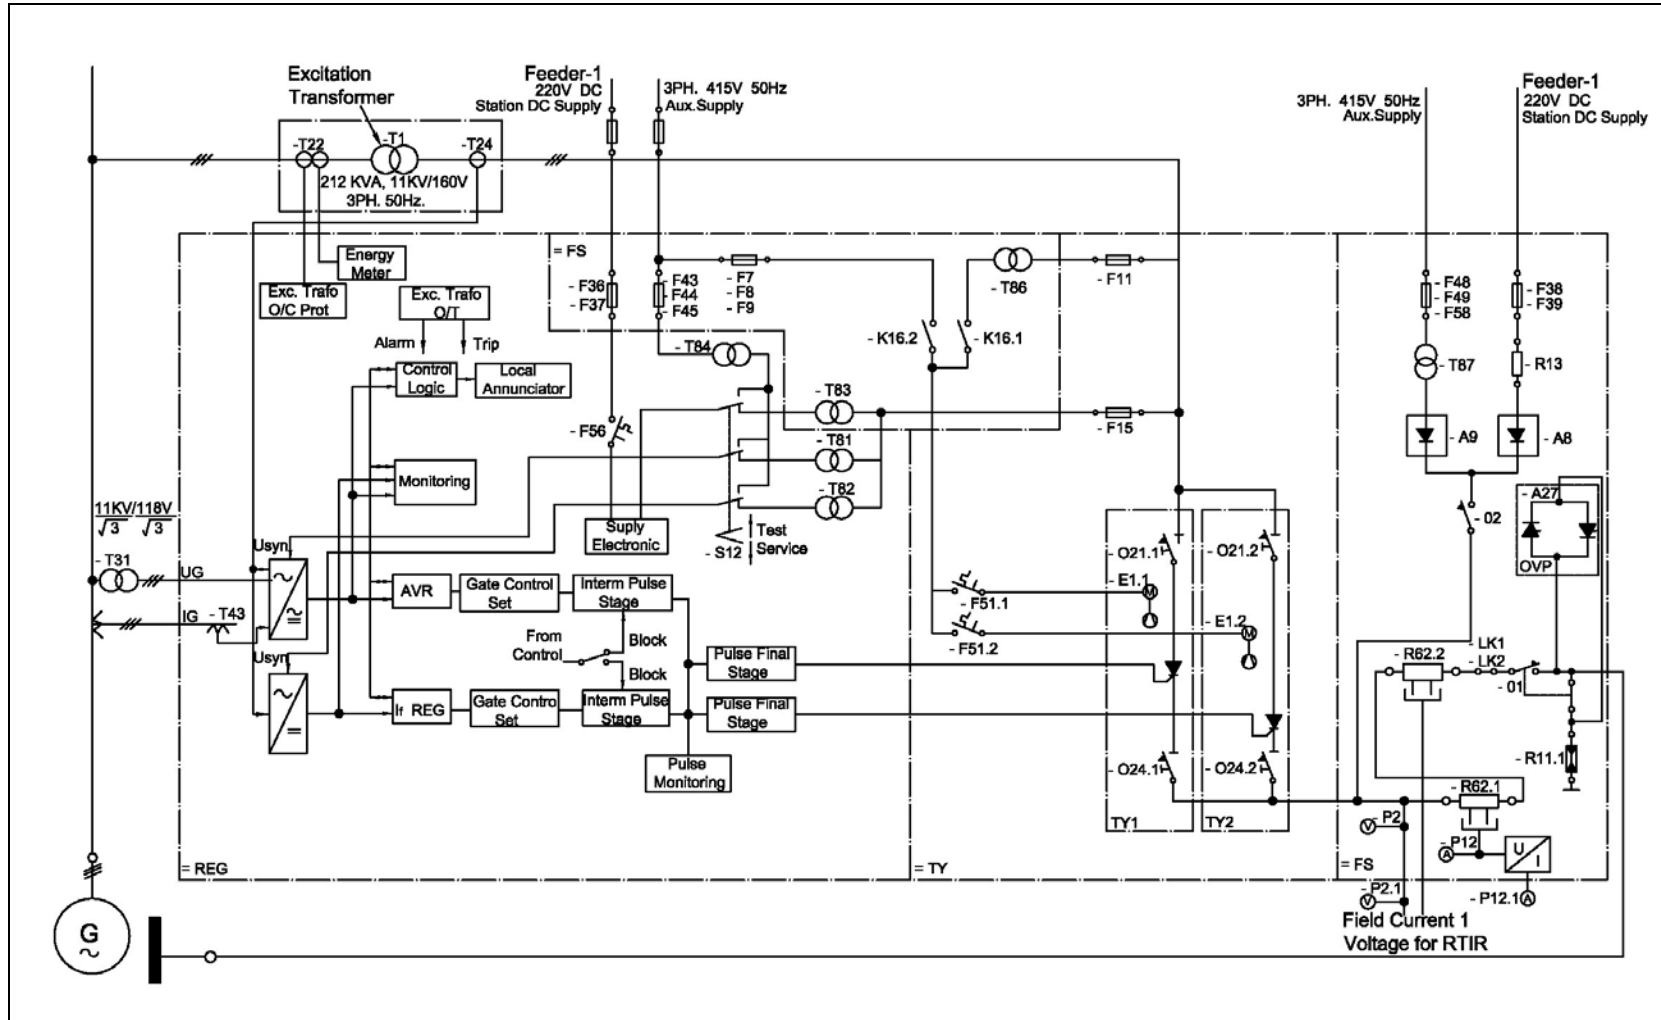 Excitation
Transformer
Feeder-1
220V DC
Station DC Supply
3PH. 415V 50Hz
Aux.Supply
3PH. 415V 50Hz
Aux.Supply
Feeder-1
220V DC
Station DC Supply
-T22
-T1
-T24
212 KVA, 11KV/160V
3PH. 50Hz.
= FS
Energy
Meter
Exc. Trafo
O/C Prot
Exc. Trafo
O/T
Alarm
Trip
- F36
- F37
- F43
- F44
- F45
- F7
- F8
- F9
- T86
- F11
- F48
- F49
- F58
- F38
- F39
- K16.2
- K16.1
- T84
- T87
- R13
Control
Logic
Local
Annunciator
- T83
- F15
- F56
- T81
- A9
- A8
Monitoring
- T82
- A27
- 02
OVP
11KV/118V
√3 √3
Suply
Electronic
- S12
Test
Service
Usyn
- T31
UG
IG
- T43
AVR
Gate Control
Set
Interm Pulse
Stage
From
Control
Block
Block
- O21.1
- O21.2
- E1.1
M
- F51.1
- E1.2
M
- F51.2
Usyn
Pulse Final
Stage
- LK1
- LK2
- R62.2
- 01
If REG
Gate Contro
Set
Interm Pulse
Stage
Pulse Final
Stage
Pulse
Monitoring
- O24.1
- O24.2
- R11.1
- R62.1
TY1
TY2
- P2
V
- P12
A
U
I
= REG
= TY
= FS
- P2.1
V
- P12.1
A
G
Field Current 1
Voltage for RTIR